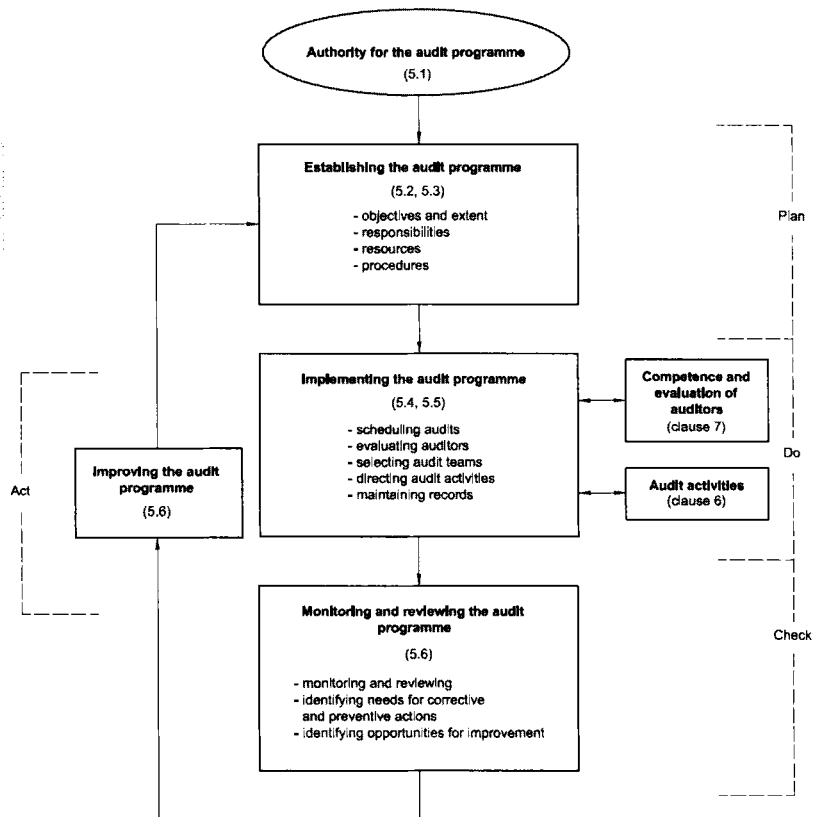 Authority for the audit programme
(5.1)
Establishing the audit programme
(5.2, 5.3)
- objectives and extent
- responsibilities
- resources
- procedures
Plan
Implementing the audit programme
(5.4, 5.5)
- scheduling audits
- evaluating auditors
- selecting audit teams
- directing audit activities
- maintaining records
Competence and
evaluation of
auditors
(clause 7)
Audit activities
(clause 6)
Do
Improving the audit
programme
(5.6)
Act
Monitoring and reviewing the audit
programme
(5.6)
- monitoring and reviewing
- identifying needs for corrective
and preventive actions
- identifying opportunities for improvement
Check